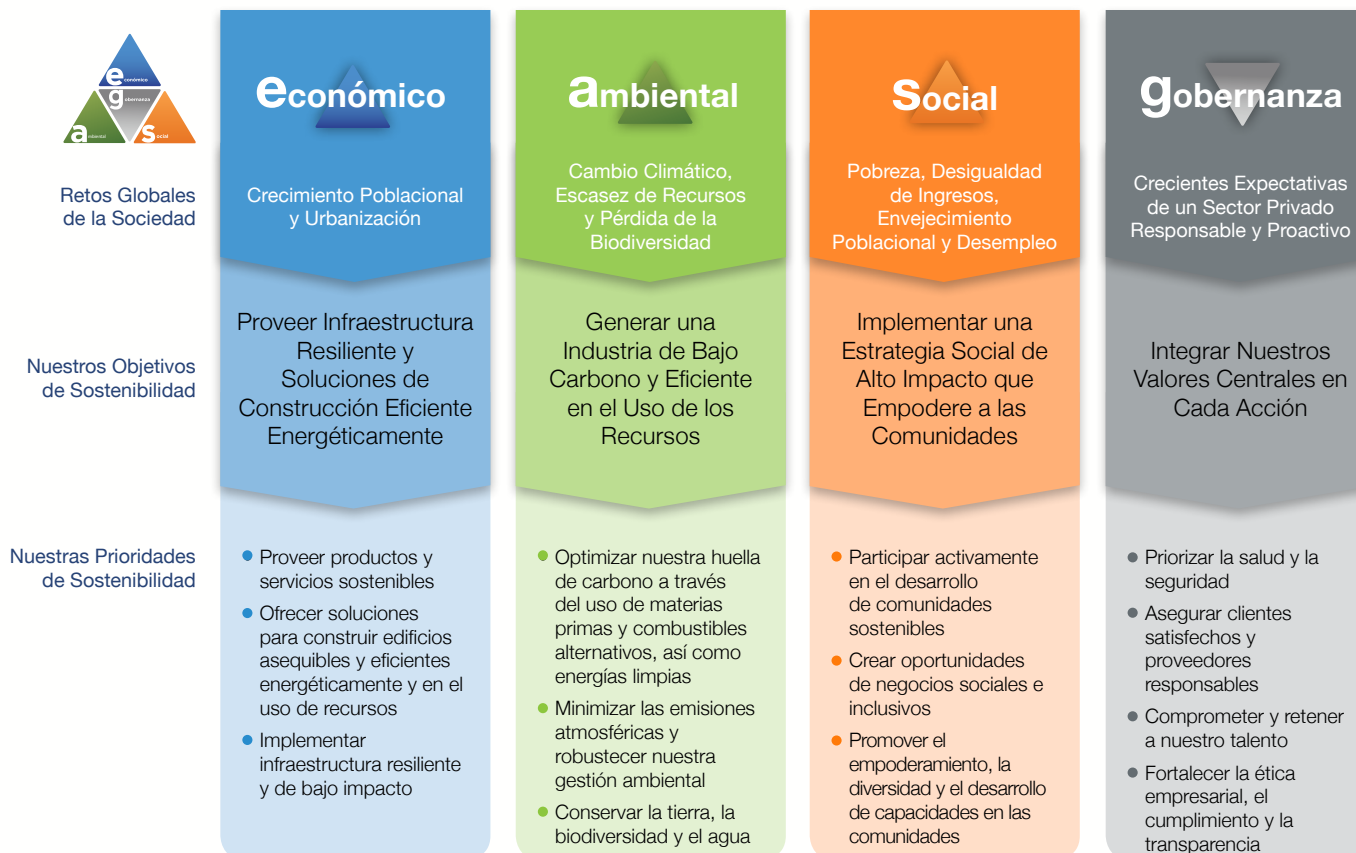 económico
gobernanza
ambiental
social
económico
ambiental
social
gobernanza
Retos Globales
de la Sociedad
Crecimiento Poblacional
y Urbanización
Cambio Climático,
Escasez de Recursos
y Pérdida de la
Biodiversidad
Pobreza, Desigualdad
de Ingresos,
Envejecimiento
Poblacional y Desempleo
Crecientes Expectativas
de un Sector Privado
Responsable y Proactivo
Nuestros Objetivos
de Sostenibilidad
Proveer Infraestructura
Resiliente y
Soluciones de
Construcción Eficiente
Energéticamente
Generar una
Industria de Bajo
Carbono y Eficiente
en el Uso de los
Recursos
Implementar una
Estrategia Social de
Alto Impacto que
Empodere a las
Comunidades
Integrar Nuestros
Valores Centrales en
Cada Acción
Nuestras Prioridades
de Sostenibilidad
• Proveer productos y
servicios sostenibles
• Ofrecer soluciones
para construir edificios
asequibles y eficientes
energéticamente y en el
uso de recursos
• Implementar
infraestructura resiliente
y de bajo impacto
• Optimizar nuestra huella
de carbono a través
del uso de materias
primas y combustibles
alternativos, así como
energías limpias
• Minimizar las emisiones
atmosféricas y
robustecer nuestra
gestión ambiental
• Conservar la tierra, la
biodiversidad y el agua
• Participar activamente
en el desarrollo
de comunidades
sostenibles
• Crear oportunidades
de negocios sociales e
inclusivos
• Promover el
empoderamiento, la
diversidad y el desarrollo
de capacidades en las
comunidades
• Priorizar la salud y la
seguridad
• Asegurar clientes
satisfechos y
proveedores
responsables
• Comprometer y retener
a nuestro talento
• Fortalecer la ética
empresarial, el
cumplimiento y la
transparencia